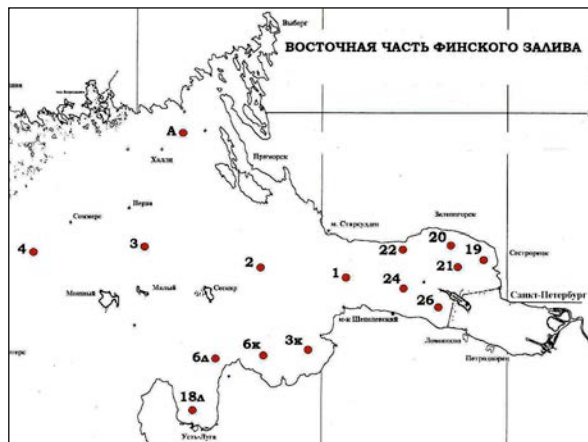 Выборг
ВОСТОЧНАЯ ЧАСТЬ ФИНСКОГО ЗАЛИВА
А
Халли
Приморск
Соммерс
Нерва
м. Стирсудден
Зеленогорск
4
3
2
22
20
19
Сестрорецк
21
1
Мощный
Малый
Сескар
24
26
Санкт-Петербург
м-к Шепелевский
Ломоносов
Петродворец
6л
6к
3к
18л
Усть-Луга